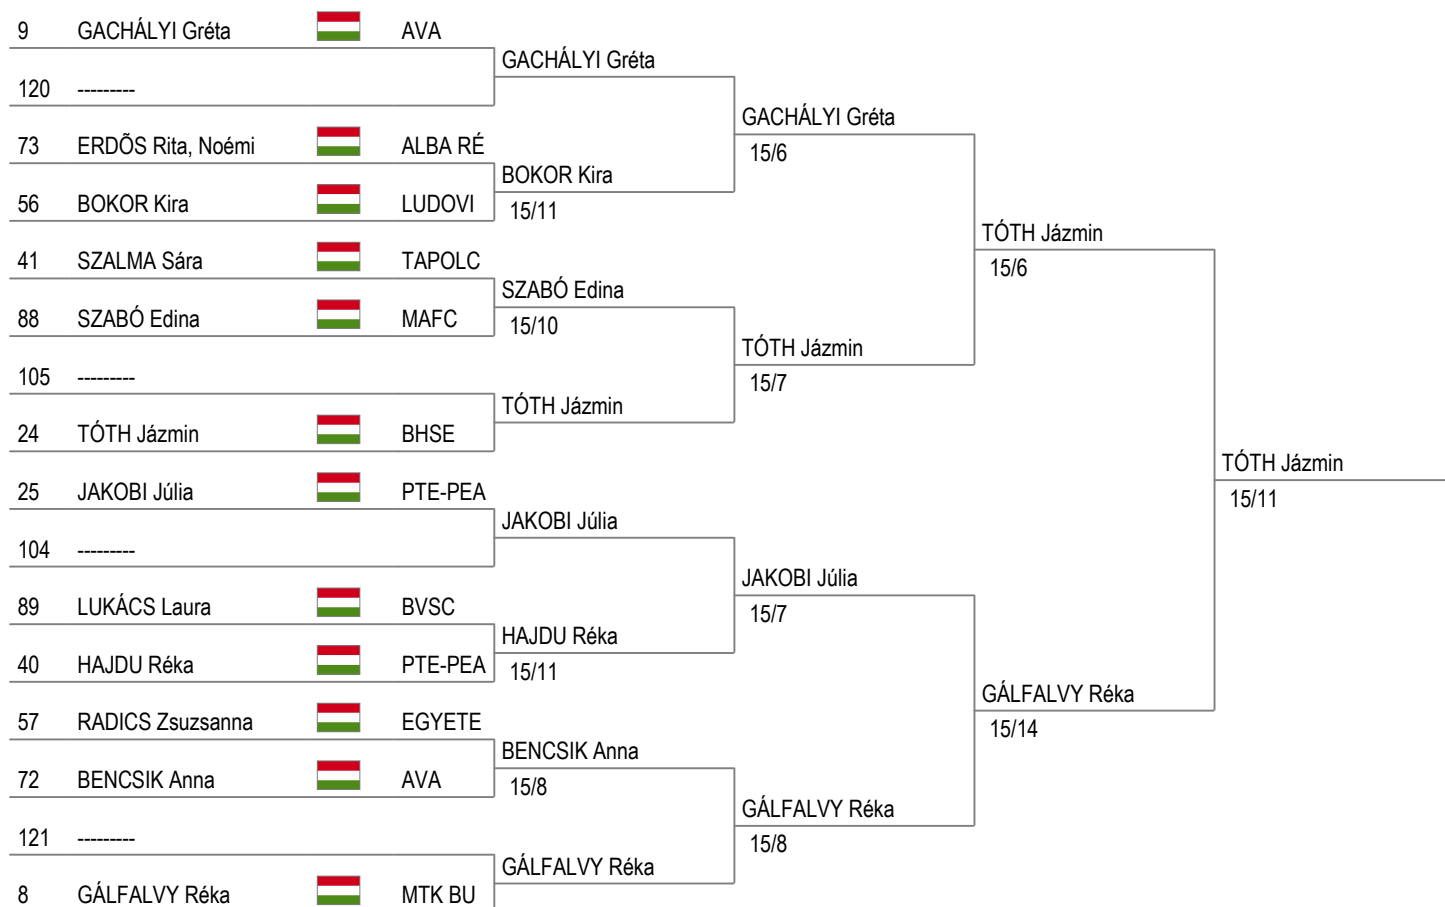 9 GACHÁLYI Gréta AVA
GACHÁLYI Gréta
120 ---------
GACHÁLYI Gréta
15/6
73 ERDÕS Rita, Noémi ALBA RÉ
BOKOR Kira
15/11
56 BOKOR Kira LUDOVI
TÓTH Jázmin
15/6
41 SZALMA Sára TAPOLC
SZABÓ Edina
15/10
88 SZABÓ Edina MAFC
TÓTH Jázmin
15/7
105 ---------
TÓTH Jázmin
24 TÓTH Jázmin BHSE
TÓTH Jázmin
15/11
25 JAKOBI Júlia PTE-PEA
JAKOBI Júlia
104 ---------
JAKOBI Júlia
15/7
89 LUKÁCS Laura BVSC
HAJDU Réka
15/11
40 HAJDU Réka PTE-PEA
GÁLFALVY Réka
15/14
57 RADICS Zsuzsanna EGYETE
BENCSIK Anna
15/8
72 BENCSIK Anna AVA
GÁLFALVY Réka
15/8
121 ---------
GÁLFALVY Réka
8 GÁLFALVY Réka MTK BU